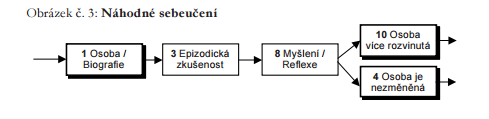 Obrázek č. 3: Náhodné sebeučení
1 Osoba /
Biografie
3 Epizodická
zkušenost
8 Myšlení /
Reflexe
10 Osoba
více rozvinutá
4 Osoba je
nezměněná